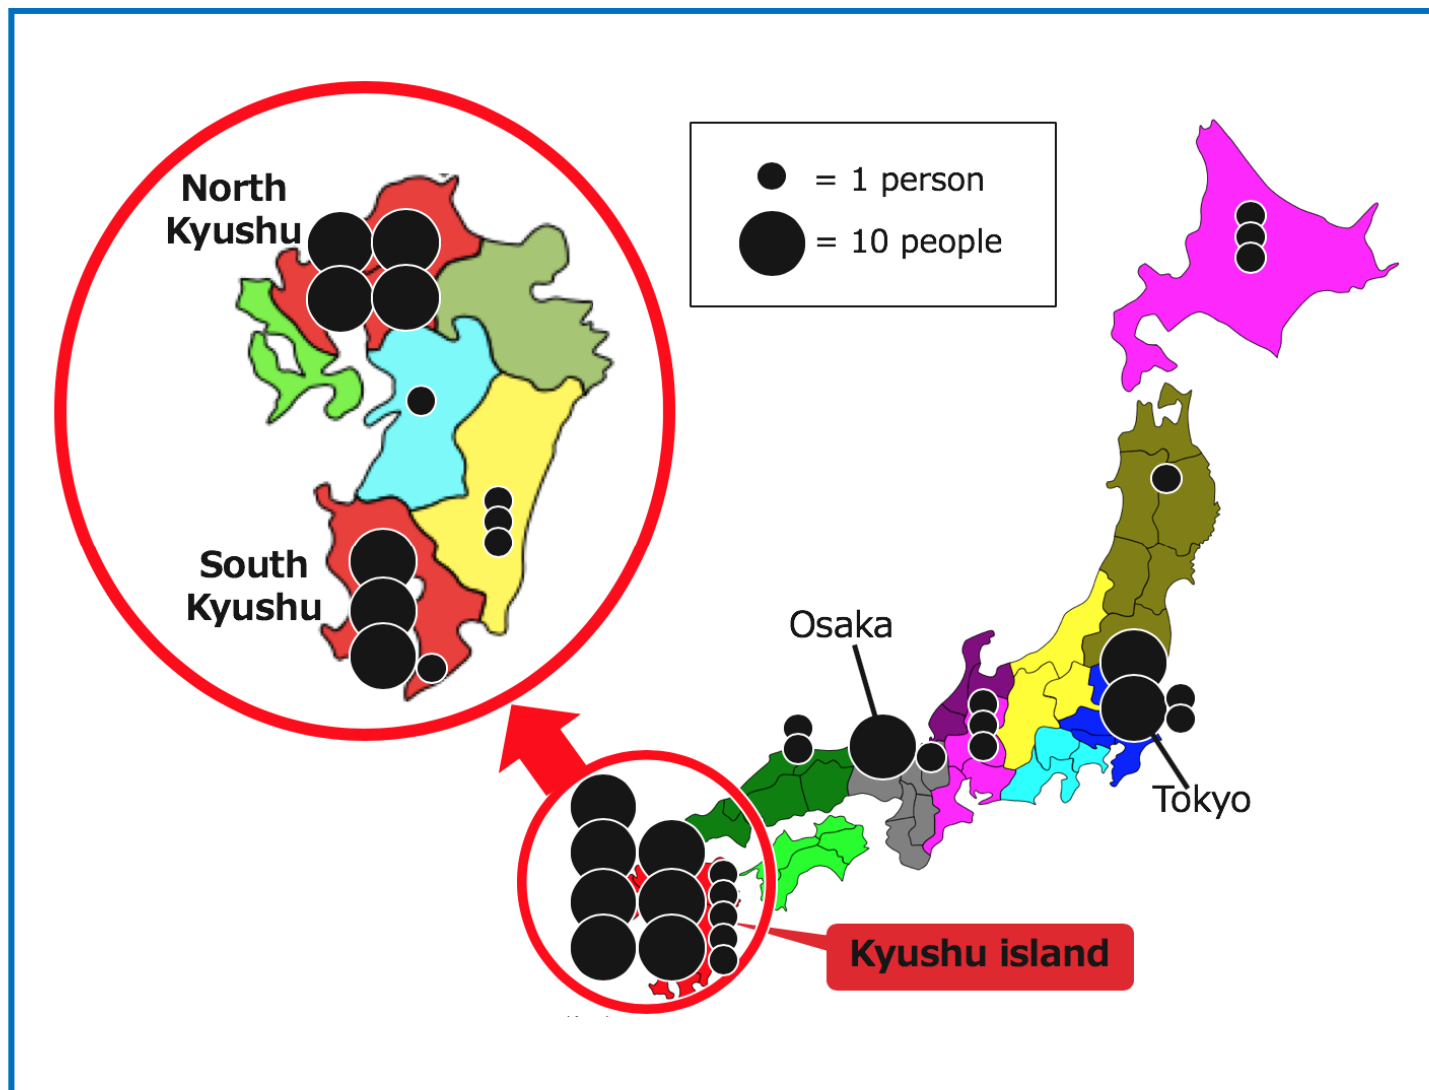 North
Kyushu
= 1 person
= 10 people
South
Kyushu
Osaka
Tokyo
Kyushu island